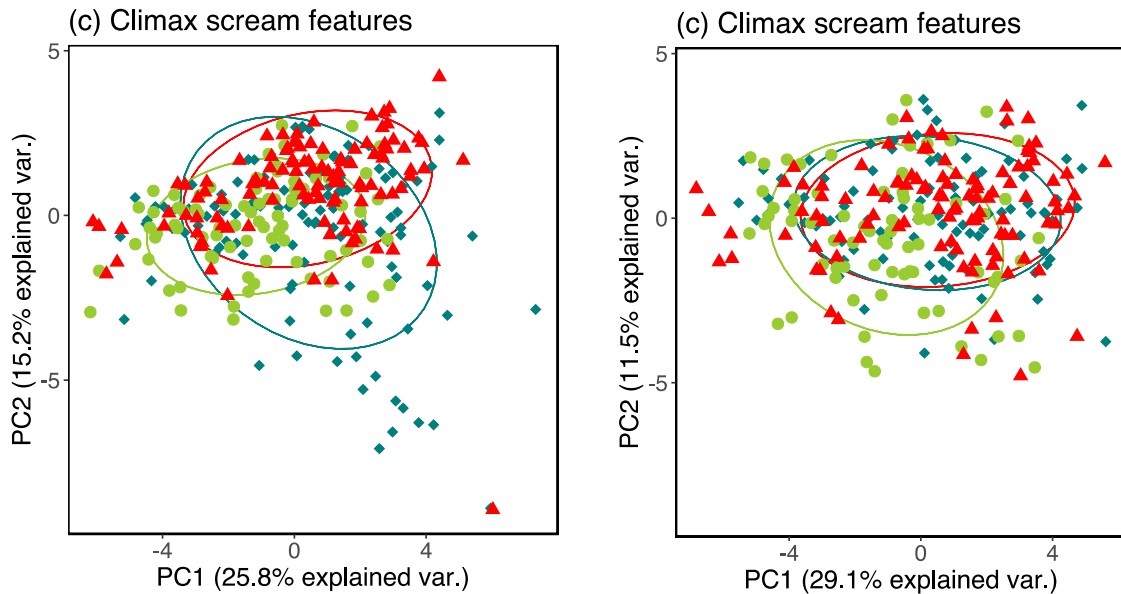 (c) Climax scream features
5
0
-5
-4
0
4
PC2 (15.2% explained var.)
PC1 (25.8% explained var.)
(c) Climax scream features
5
0
-5
-4
0
4
PC2 (11.5% explained var.)
PC1 (29.1% explained var.)